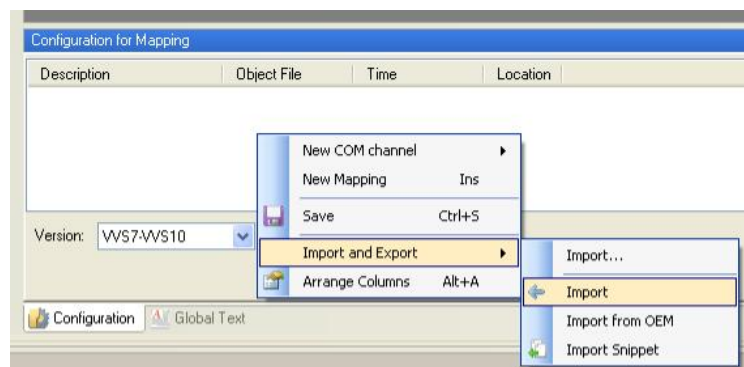 Configuration for Mapping
Description Object File Time Location
New COM channel
New Mapping Ins
Save Ctrl+S
Version: VVS7-VVS10
Import and Export
Import...
Arrange Columns Alt+A
Import
Configuration Global Text
Import from OEM
Import Snippet